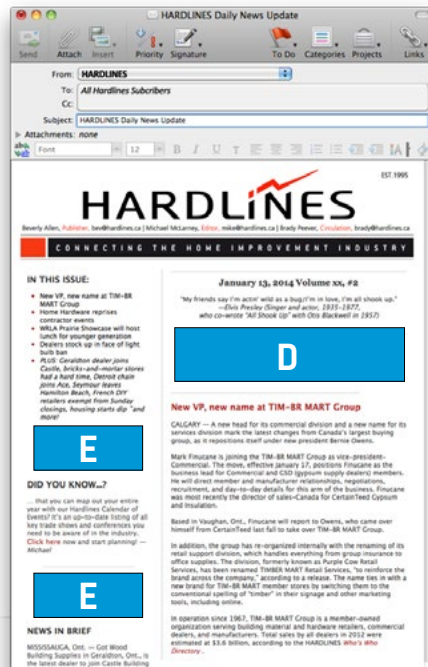 HARDLINES Daily News Update
Send Attach Insert Priority Signature To Do Categories Projects Links
From: HARDLINES
To: All Hardlines Subcribers
Cc:
Subject: HARDLINES Daily News Update
Attachments: none
Font 12 B I U T
EST.1995
HARDLINES
Beverly Allen, Publisher, bev@hardlines.ca | Michael McLarney, Editor, mike@hardlines.ca | Brady Peever, Circulation, brady@hardlines.ca
CONNECTING THE HOME IMPROVEMENT INDUSTRY
IN THIS ISSUE:
New VP, new name at TIM-BR
MART Group
Home Hardware reprises
contractor events
WRLA Prairie Showcase will host
lunch for younger generation
Dealers stock up in face of light
bulb ban
PLUS: Geraldton dealer joins
Castle, bricks-and-mortar stores
had a hard time, Detroit chain
joins Ace, Seymour leaves
Hamilton Beach, French DIY
retailers exempt from Sunday
closings, housing starts dip "and
more!
E
DID YOU KNOW...?
... that you can map out your entire
year with our Hardlines Calendar of
Events? It's an up-to-date listing of all
key trade shows and conferences you
need to be aware of in the industry.
Click here now and start planning! —
Michael
E
NEWS IN BRIEF
MISSISSAUGA, Ont. — Got Wood
Building Supplies in Geraldton, Ont., is
the latest dealer to join Castle Building
January 13, 2014 Volume xx, #2
"My friends say I'm actin' wild as a bug/I'm in love, I'm all shook up."
—Elvis Presley (Singer and actor, 1935-1977,
who co-wrote "All Shook Up" with Otis Blackwell in 1957)
D
New VP, new name at TIM-BR MART Group
CALGARY — A new head for its commercial division and a new name for its
services division mark the latest changes from Canada's largest buying
group, as it repositions itself under new president Bernie Owens.
Mark Finucane is joining the TIM-BR MART Group as vice-president-
Commercial. The move, effective January 17, positions Finucane as the
business lead for Commercial and GSD (gypsum supply dealers) members.
He will direct member and manufacturer relationships, negotiations,
recruitment, and day-to-day details for this arm of the business. Finucane
was most recently the director of sales-Canada for CertainTeed Gypsum
and Insulation.
Based in Vaughan, Ont., Finucane will report to Owens, who came over
himself from CertainTeed last fall to take over TIM-BR MART Group.
In addition, the group has re-organized internally with the renaming of its
retail support division, which handles everything from group insurance to
office supplies. The division, formerly known as Purple Cow Retail
Services, has been renamed TIMBER MART Retail Services, "to reinforce the
brand across the company," according to a release. The name ties in with a
new brand for TIM-BR MART member stores by switching them to the
conventional spelling of "timber" in their signage and other marketing
tools, including online.
In operation since 1967, TIM-BR MART Group is a member-owned
organization serving building material and hardware retailers, commercial
dealers, and manufacturers. Total sales by all dealers in 2012 were
estimated at $3.6 billion, according to the HARDLINES Who's Who
Directory .